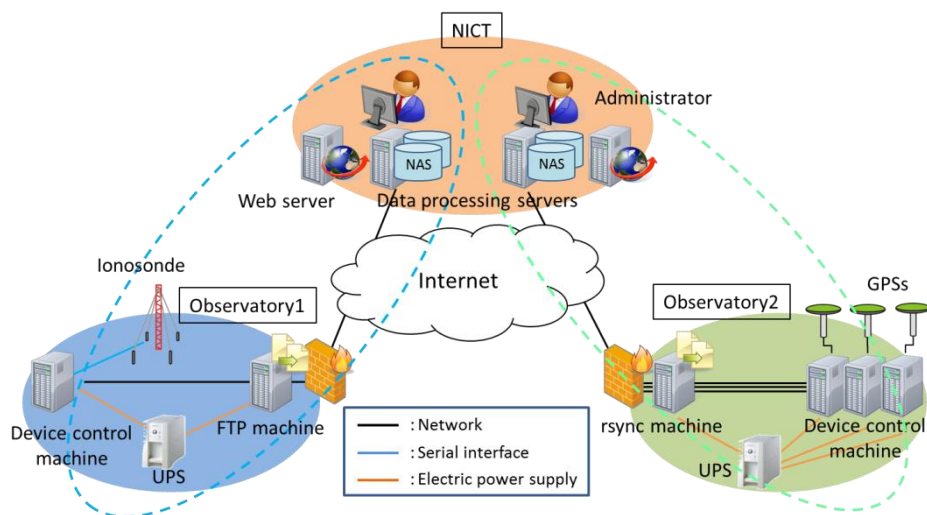 NICT
Administrator
NAS
NAS
Web server
Data processing servers
Internet
Ionosonde
Observatory1
Device control
machine
UPS
FTP machine
GPSs
Observatory2
rsync machine
Device control
machine
UPS
: Network
: Serial interface
: Electric power supply